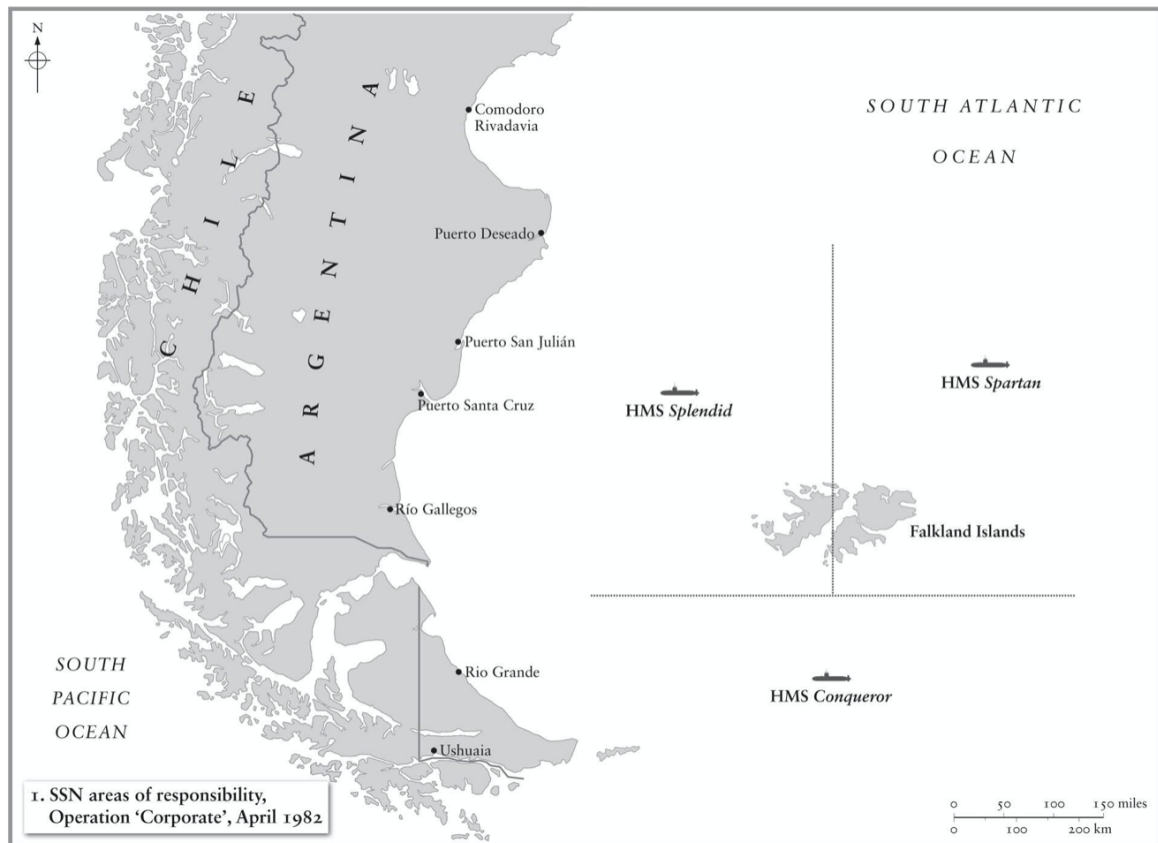 N
CHILE
ARGENTINA
Comodoro
Rivadavia
SOUTH ATLANTIC
OCEAN
Puerto Deseado
Puerto San Julián
HMS Spartan
Puerto Santa Cruz
HMS Splendid
Río Gallegos
Falkland Islands
SOUTH
PACIFIC
OCEAN
Rio Grande
HMS Conqueror
Ushuaia
1. SSN areas of responsibility,
Operation ‘Corporate’, April 1982
0 50 100 150 miles
0 100 200 km